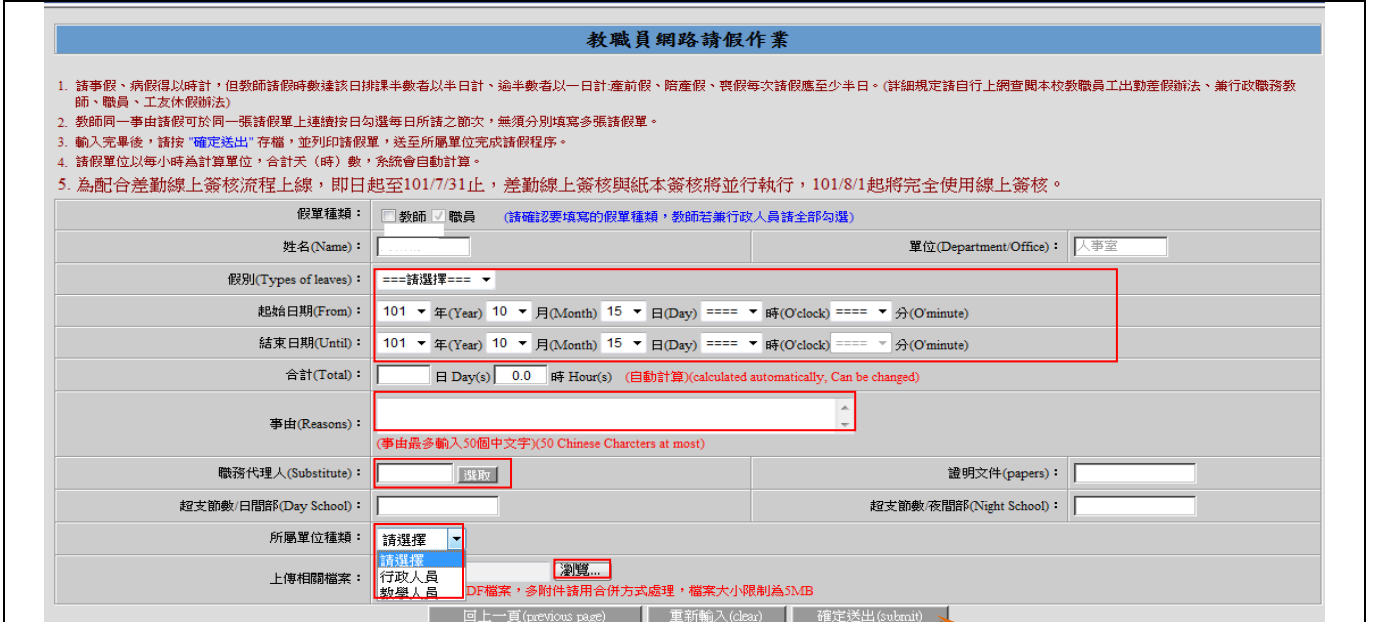 教職員網路請假作業
1. 請事假、病假得以時計，但教師請假時數達該日排課半數者以半日計、逾半數者以一日計.產前假、陪產假、喪假每次請假應至少半日。(詳細規定請自行上網查閱本校教職員工出勤差假辦法、兼行政職務教
師、職員、工友休假辦法)
2. 教師同一事由請假可於同一張請假單上連續按日勾選每日所請之節次，無須分別填寫多張請假單。
3. 輸入完畢後，請按 "確定送出" 存檔，並列印請假單，送至所屬單位完成請假程序。
4. 請假單位以每小時為計算單位，合計天（時）數，系統會自動計算。
5. 為配合差勤線上簽核流程上線，即日起至101/7/31止，差勤線上簽核與紙本簽核將並行執行，101/8/1起將完全使用線上簽核。
假單種類： 教師 職員 (請確認要填寫的假單種類，教師若兼行政人員請全部勾選)
姓名(Name)： 單位(Department/Office)： 人事室
假別(Types of leaves)： ===請選擇===
起始日期(From)： 101 年(Year) 10 月(Month) 15 日(Day) ==== 時(O'clock) ==== 分(O'minute)
結束日期(Until)： 101 年(Year) 10 月(Month) 15 日(Day) ==== 時(O'clock) ==== 分(O'minute)
合計(Total)： 日 Day(s) 0.0 時 Hour(s) (自動計算)(calculated automatically, Can be changed)
事由(Reasons)：
(事由最多輸入50個中文字)(50 Chinese Charcters at most)
職務代理人(Substitute)： 選取 證明文件(papers)：
超支節數/日間部(Day School)： 超支節數/夜間部(Night School)：
所屬單位種類： 請選擇
請選擇
上傳相關檔案： 行政人員 瀏覽...
教學人員 DF檔案，多附件請用合併方式處理，檔案大小限制為5MB
回上一頁(previous page) 重新輸入(clear) 確定送出(submit)